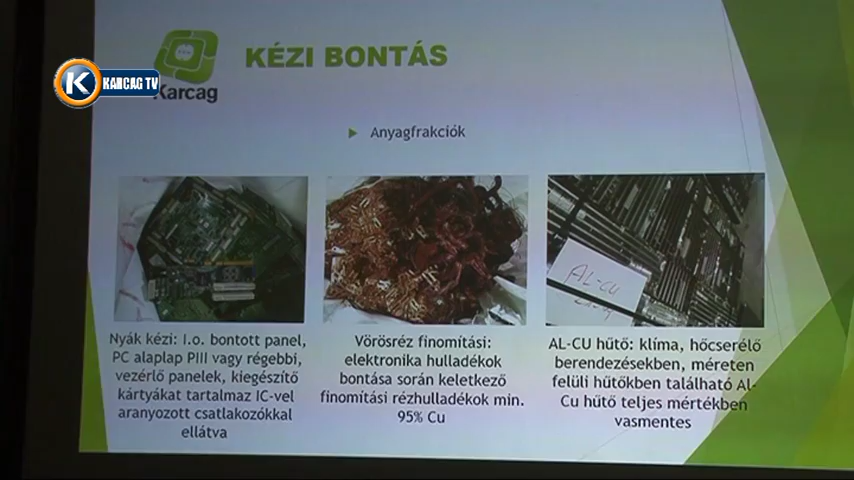 KÉZI BONTÁS
K KARCAG TV
Karcag
Anyagfrakciók
AL-CU
Nyák kézi: I.o. bontott panel,
PC alaplap PIII vagy régebbi,
vezérlő panelek, kiegészítő
kártyákat tartalmaz IC-vel
aranyozott csatlakozókkal
ellátva
Vörösréz finomítási:
elektronika hulladékok
bontása során keletkező
finomítási rézhulladékok min.
95% Cu
AL-CU hűtő: klíma, hőcserélő
berendezésekben, méreten
felüli hűtőkben található Al-
Cu hűtő teljes mértékben
vasmentes